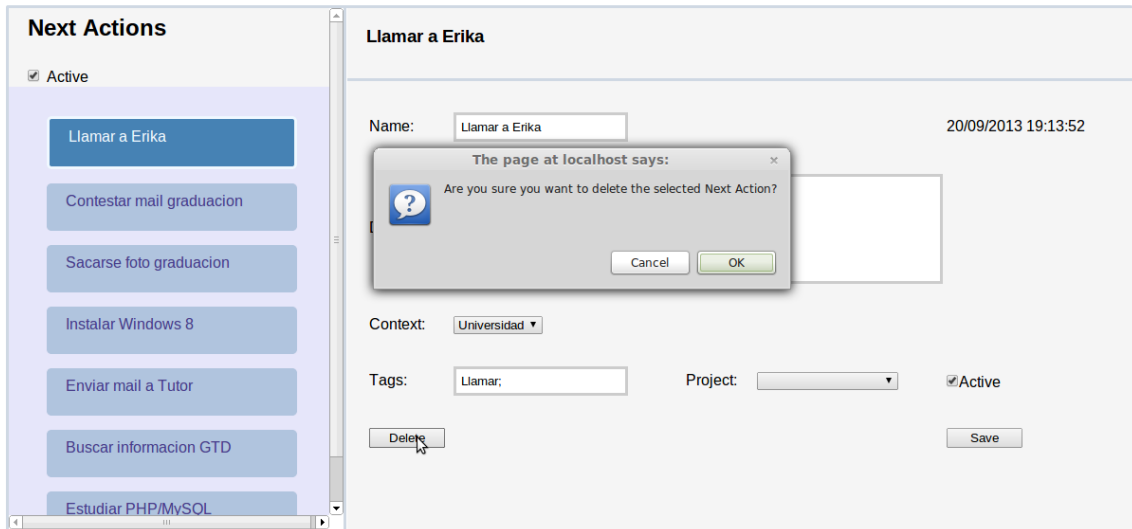 Next Actions
Active
Llamar a Erika
Contestar mail graduacion
Sacarse foto graduacion
Instalar Windows 8
Enviar mail a Tutor
Buscar informacion GTD
Estudiar PHP/MySQL
Llamar a Erika
Name: Llamar a Erika 20/09/2013 19:13:52
The page at localhost says:
Are you sure you want to delete the selected Next Action?
Cancel OK
Context: Universidad
Tags: Llamar; Project: Active
Delete Save